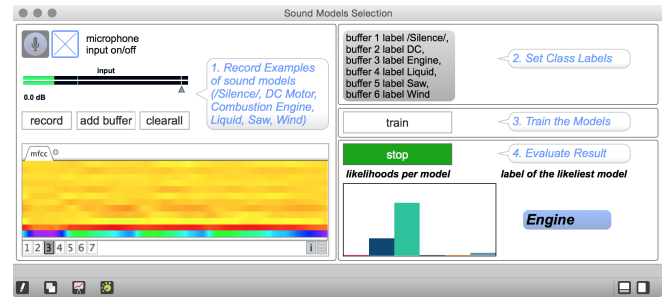 Sound Models Selection
microphone
input on/off
input
0.0 dB
1. Record Examples
of sound models
(/Silence/, DC Motor,
Combustion Engine,
Liquid, Saw, Wind)
record
add buffer
clearall
mfcc
1 2 3 4 5 6 7
i
buffer 1 label /Silence/,
buffer 2 label DC,
buffer 3 label Engine,
buffer 4 label Liquid,
buffer 5 label Saw,
buffer 6 label Wind
2. Set Class Labels
train
3. Train the Models
stop
4. Evaluate Result
likelihoods per model
label of the likeliest model
Engine